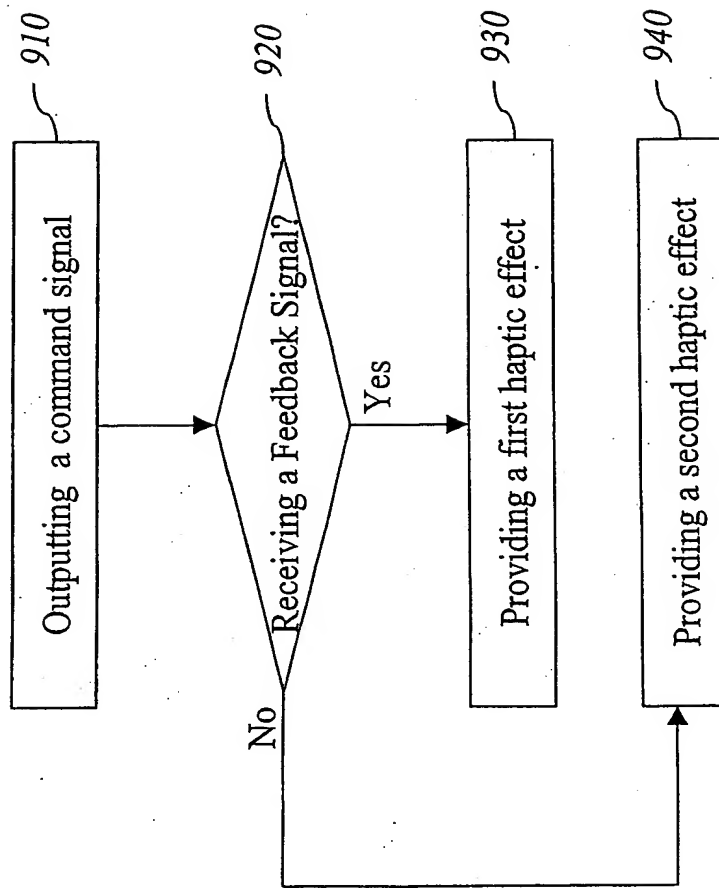 910
Outputting a command signal
920
Receiving a Feedback Signal?
No
Yes
930
Providing a first haptic effect
940
Providing a second haptic effect